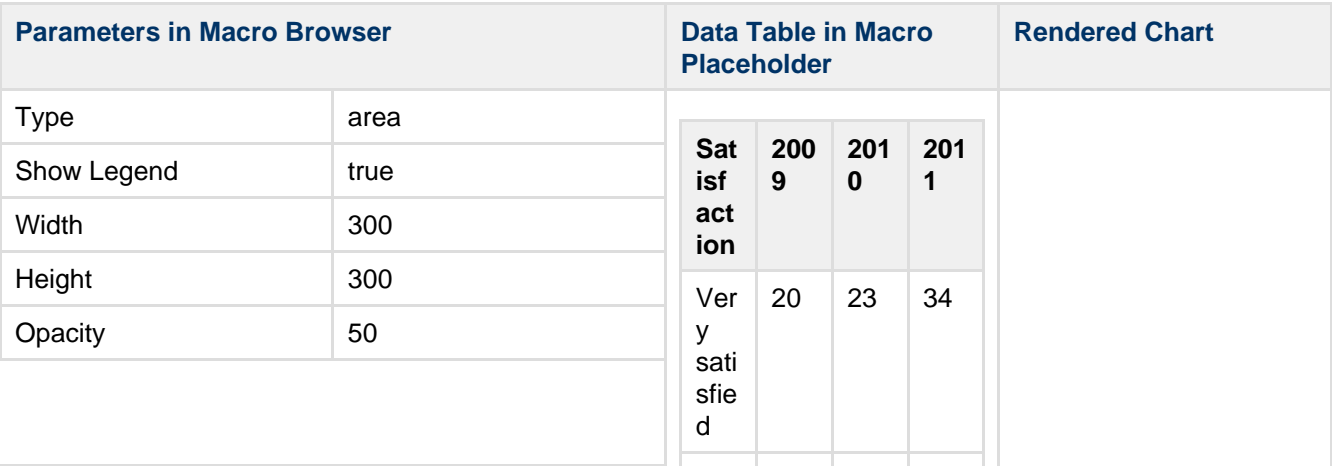 Parameters in Macro Browser
Data Table in Macro
Placeholder
Rendered Chart
Type area
Show Legend true
Width 300
Height 300
Opacity 50
Sat 200 201 201
isf 9 0 1
act
ion
Ver 20 23 34
y
sati
sfie
d